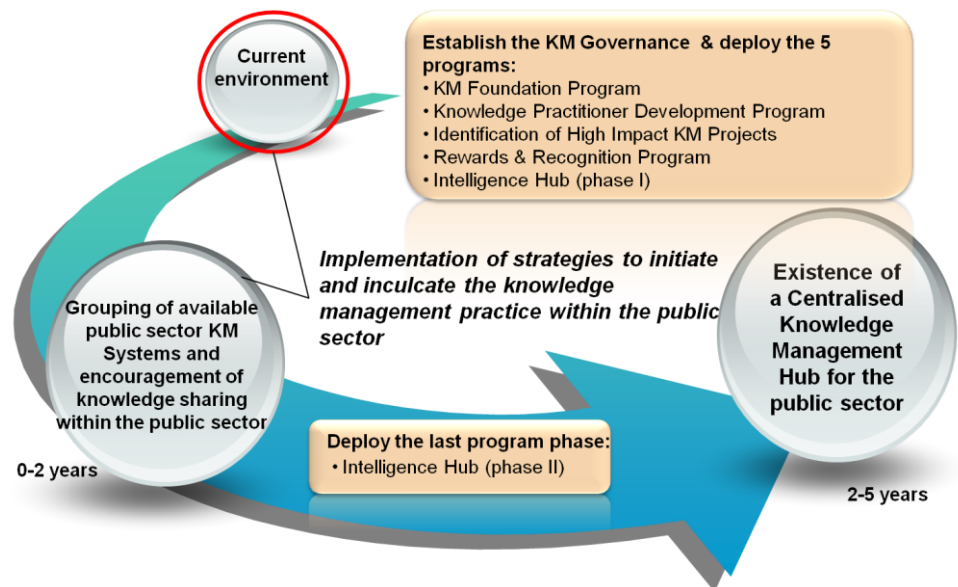 Current
environment
Establish the KM Governance & deploy the 5
programs:
• KM Foundation Program
• Knowledge Practitioner Development Program
• Identification of High Impact KM Projects
• Rewards & Recognition Program
• Intelligence Hub (phase I)
Implementation of strategies to initiate
and inculcate the knowledge
management practice within the public
sector
Grouping of available
public sector KM
Systems and
encouragement of
knowledge sharing
within the public sector
0-2 years
Deploy the last program phase:
• Intelligence Hub (phase II)
Existence of
a Centralised
Knowledge
Management
Hub for the
public sector
2-5 years